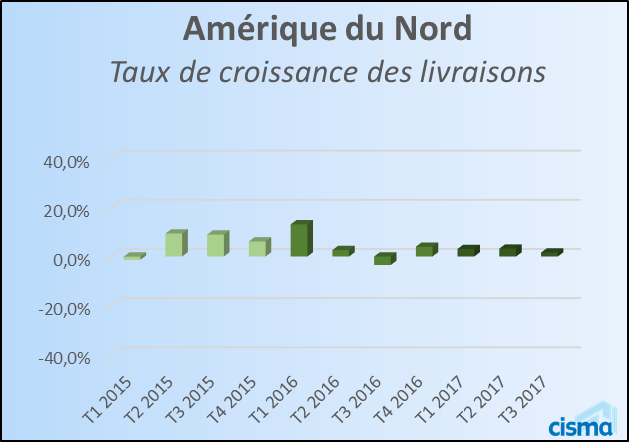 Amérique du Nord
Taux de croissance des livraisons
40,0%
20,0%
0,0%
-20,0%
-40,0%
T1 2015
T2 2015
T3 2015
T4 2015
T1 2016
T2 2016
T3 2016
T4 2016
T1 2017
T2 2017
T3 2017
cisma